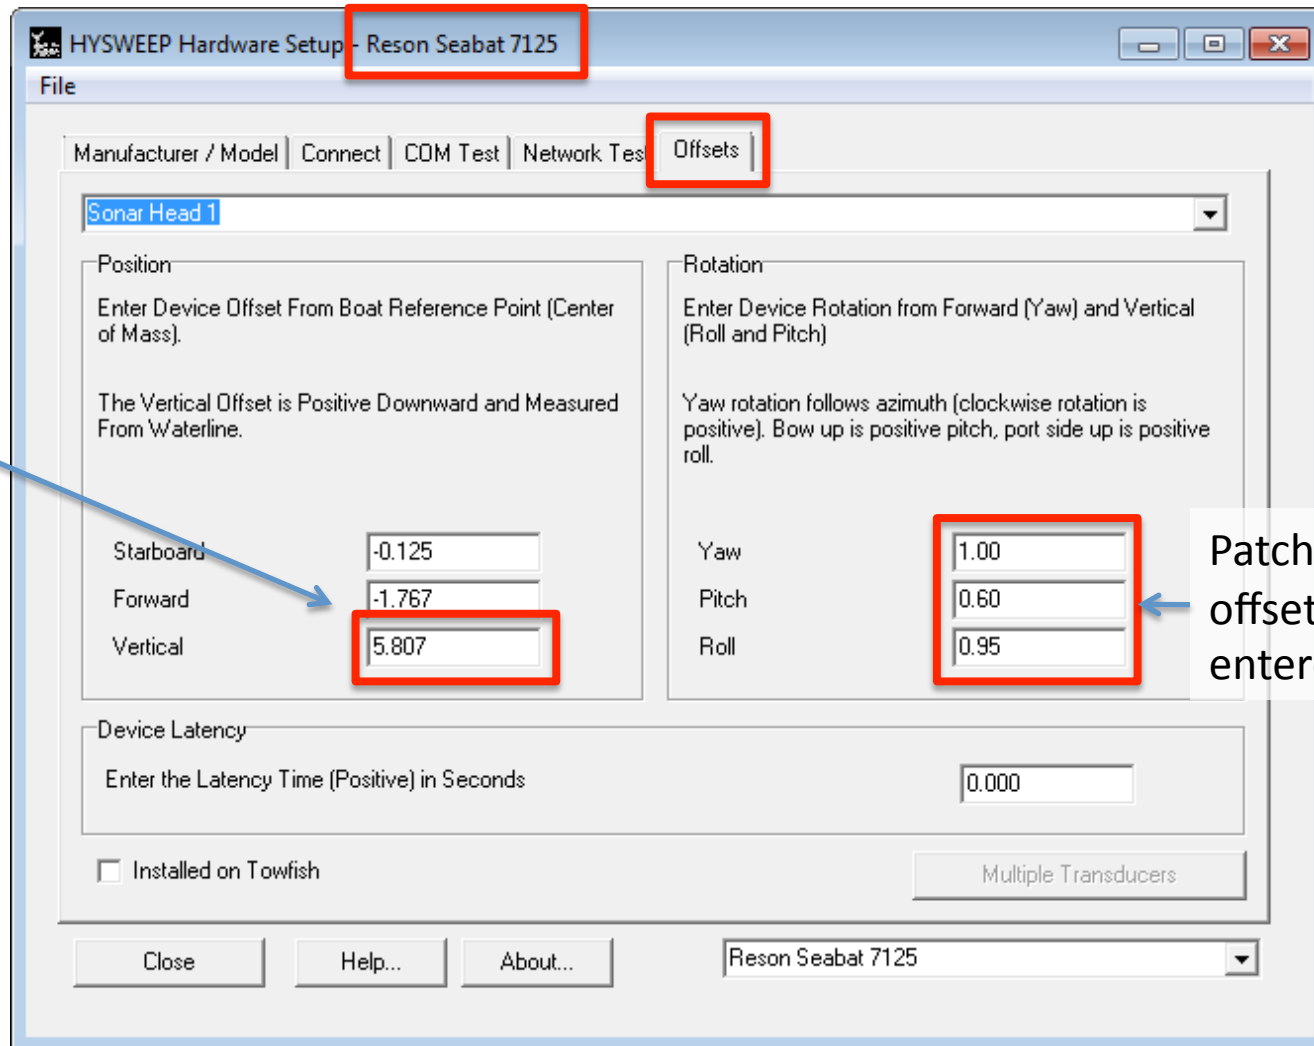 HYSWEEP Hardware Setup - Reson Seabat 7125
File
Manufacturer / Model
Connect
COM Test
Network Test
Offsets
Sonar Head 1
Position
Enter Device Offset From Boat Reference Point (Center
of Mass).
The Vertical Offset is Positive Downward and Measured
From Waterline.
Starboard -0.125
Forward -1.767
Vertical 5.807
Rotation
Enter Device Rotation from Forward (Yaw) and Vertical
(Roll and Pitch)
Yaw rotation follows azimuth (clockwise rotation is
positive). Bow up is positive pitch, port side up is positive
roll.
Yaw 1.00
Pitch 0.60
Roll 0.95
Patch
offset
enter
Device Latency
Enter the Latency Time (Positive) in Seconds 0.000
Installed on Towfish
Multiple Transducers
Close
Help...
About...
Reson Seabat 7125